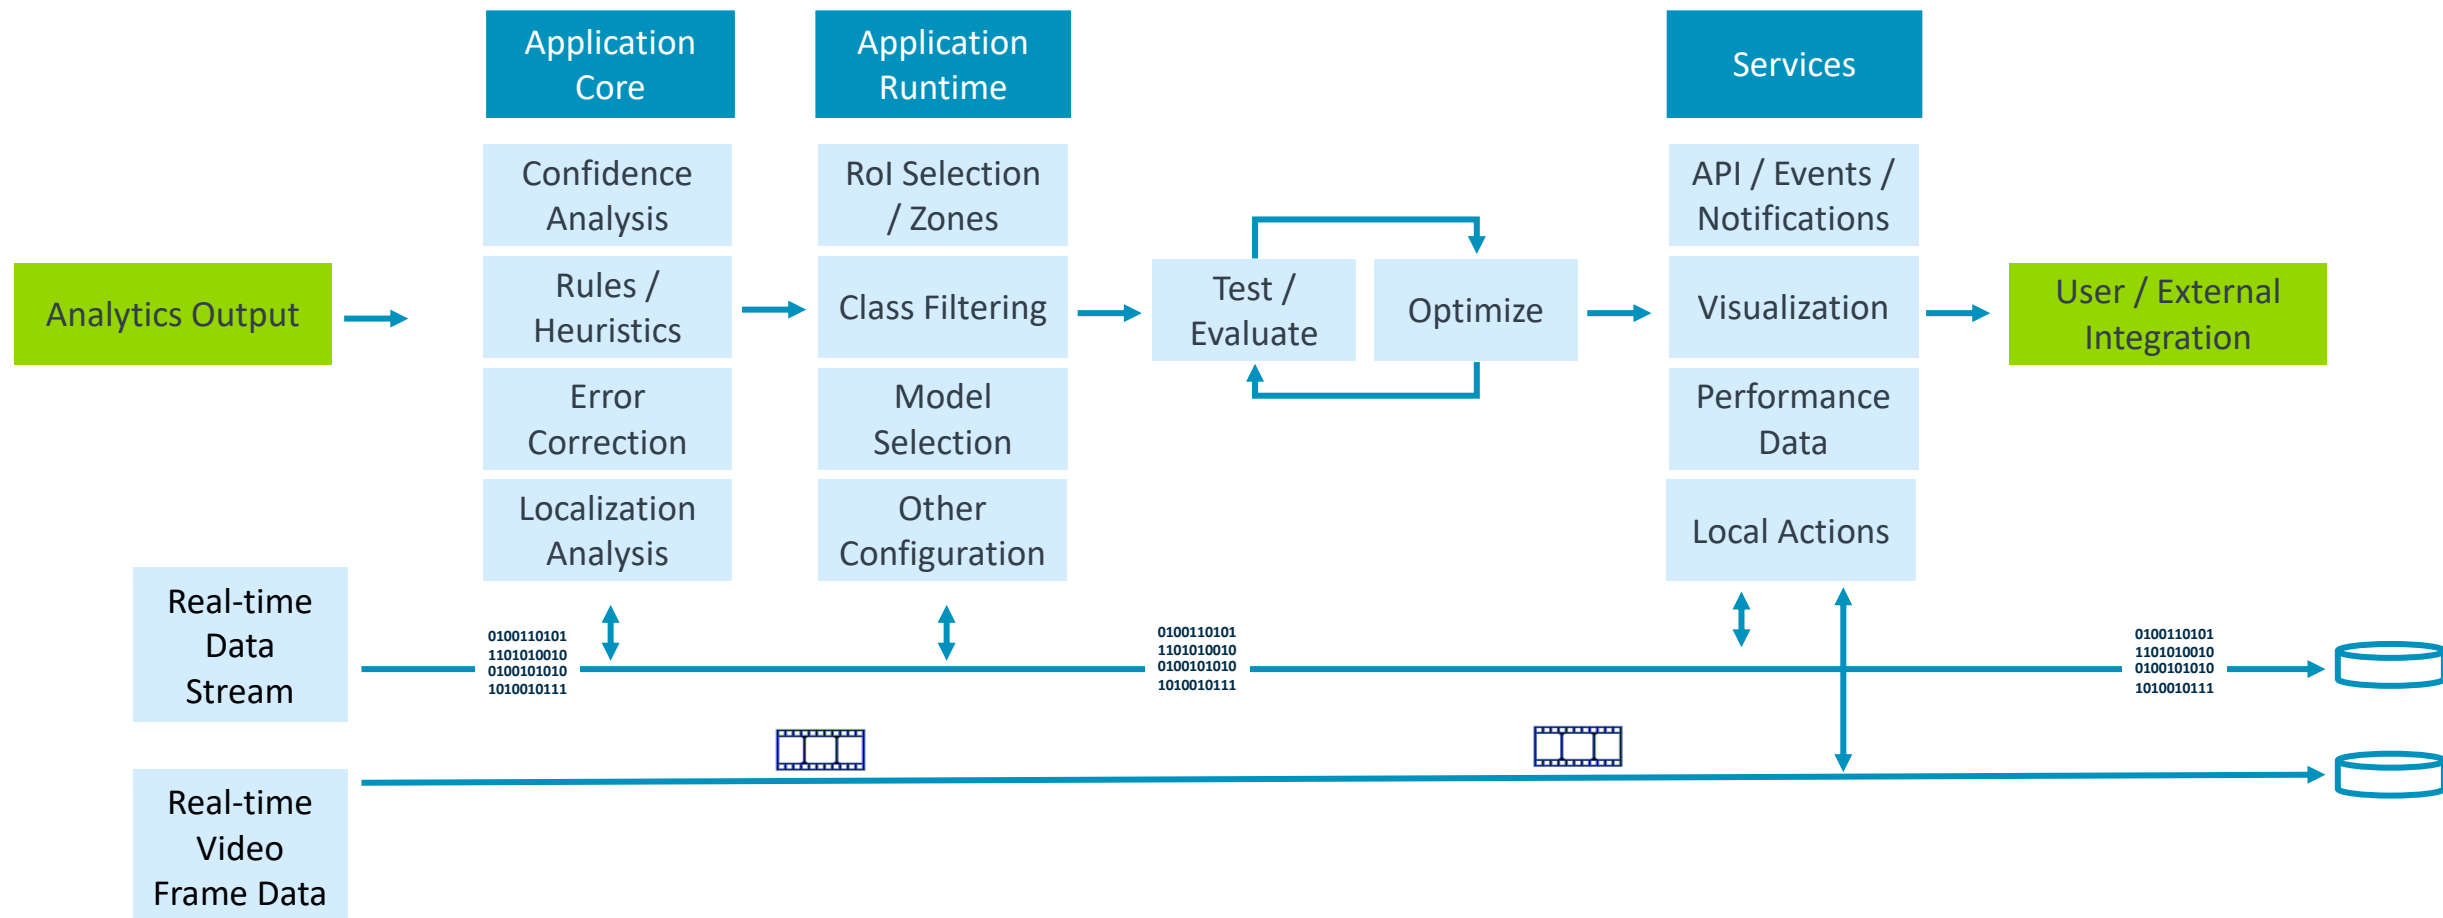 Application
Core
Application
Runtime
Services
Confidence
Analysis
RoI Selection
/ Zones
API / Events /
Notifications
Analytics Output
Rules /
Heuristics
Class Filtering
Test /
Evaluate
Optimize
Visualization
User / External
Integration
Error
Correction
Model
Selection
Performance
Data
Localization
Analysis
Other
Configuration
Local Actions
Real-time
Data
Stream
0100110101
1101010010
0100101010
1010010111
0100110101
1101010010
0100101010
1010010111
0100110101
1101010010
0100101010
1010010111
Real-time
Video
Frame Data